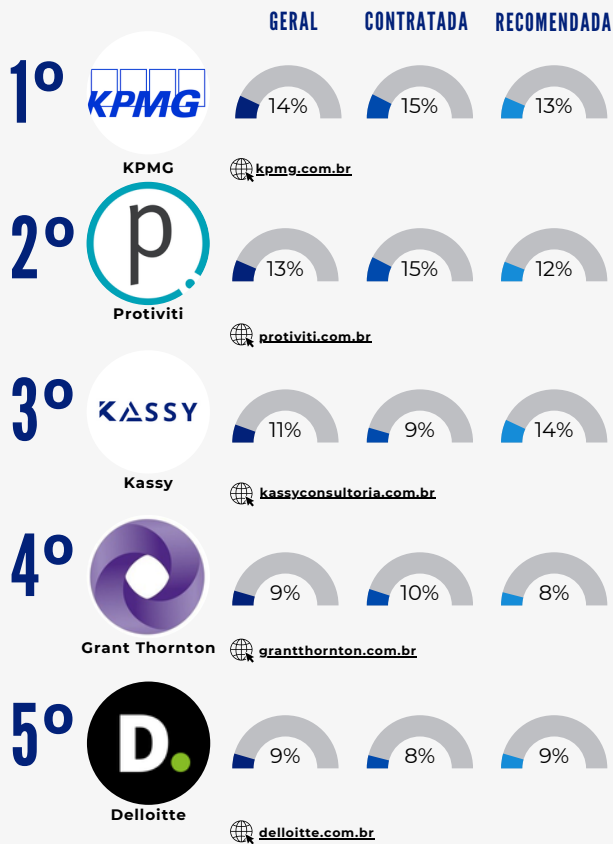 GERAL CONTRATADA RECOMENDADA
1º
KPMG
14% 15% 13%
KPMG
kpmg.com.br
2º
p.
13% 15% 12%
Protiviti
protiviti.com.br
3º
KASSY
11% 9% 14%
Kassy
kassyconsultoria.com.br
4º
9% 10% 8%
Grant Thornton
grantthornton.com.br
5º
D.
9% 8% 9%
Delloitte
delloitte.com.br